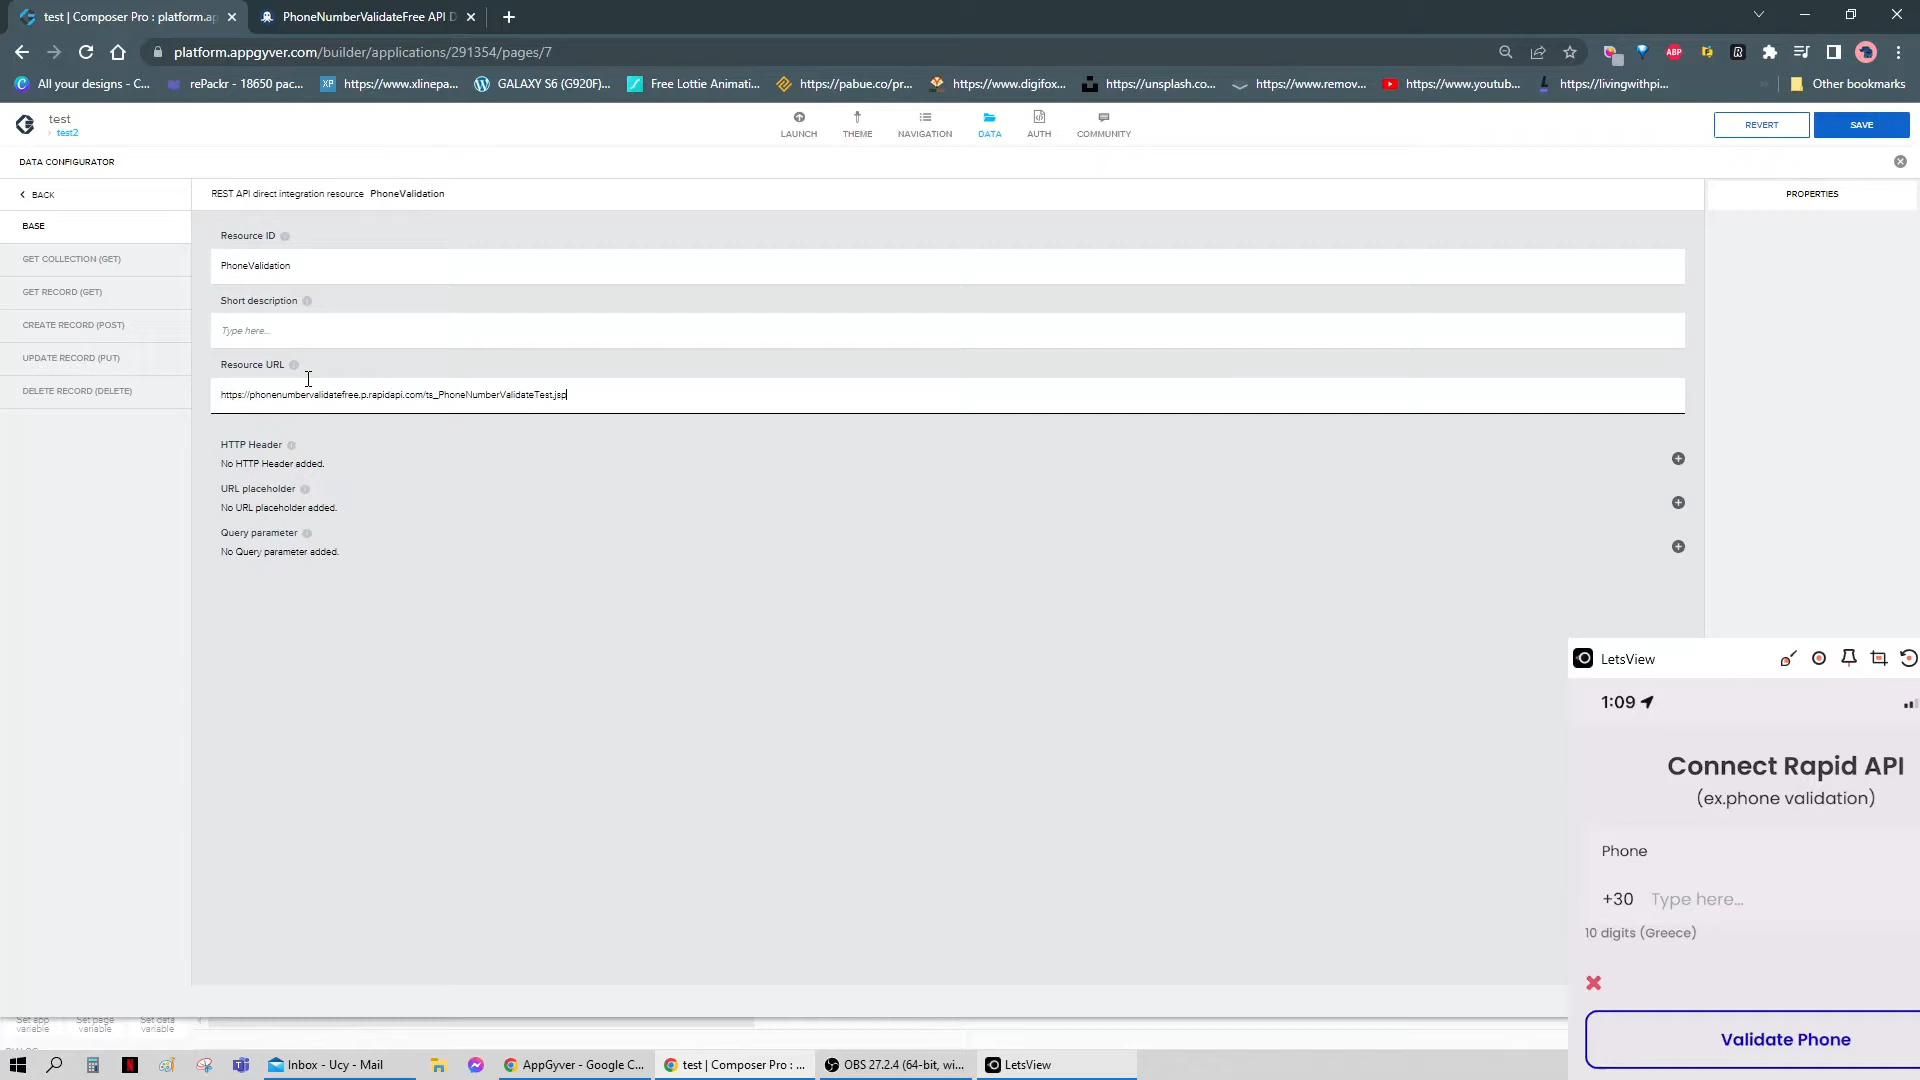 test | Composer Pro : platform.ap
PhoneNumberValidateFree API D
platform.appgyver.com/builder/applications/291354/pages/7
ABP
R
All your designs - C...
rePackr - 18650 pac...
XP
https://www.xlinepa...
GALAXY S6 (G920F)...
Free Lottie Animati...
https://pabue.co/pr...
https://www.digifox...
https://unsplash.co...
https://www.remov...
https://www.youtub...
https://livingwithpi...
Other bookmarks
test
test2
LAUNCH
THEME
NAVIGATION
DATA
AUTH
COMMUNITY
REVERT
SAVE
DATA CONFIGURATOR
BACK
REST API direct integration resource PhoneValidation
PROPERTIES
BASE
GET COLLECTION (GET)
GET RECORD (GET)
CREATE RECORD (POST)
UPDATE RECORD (PUT)
DELETE RECORD (DELETE)
Resource ID
PhoneValidation
Short description
Type here...
Resource URL
https://phonenumbervalidatefree.p.rapidapi.com/ts_PhoneNumberValidateTest.jsp
HTTP Header
No HTTP Header added.
URL placeholder
No URL placeholder added.
Query parameter
No Query parameter added.
LetsView
1:09
Connect Rapid API
(ex.phone validation)
Phone
+30 Type here...
10 digits (Greece)
Validate Phone
Set app
variable
Set page
variable
Set data
variable
Inbox - Ucy - Mail
AppGyver - Google C...
test | Composer Pro : ...
OBS 27.2.4 (64-bit, wi...
LetsView